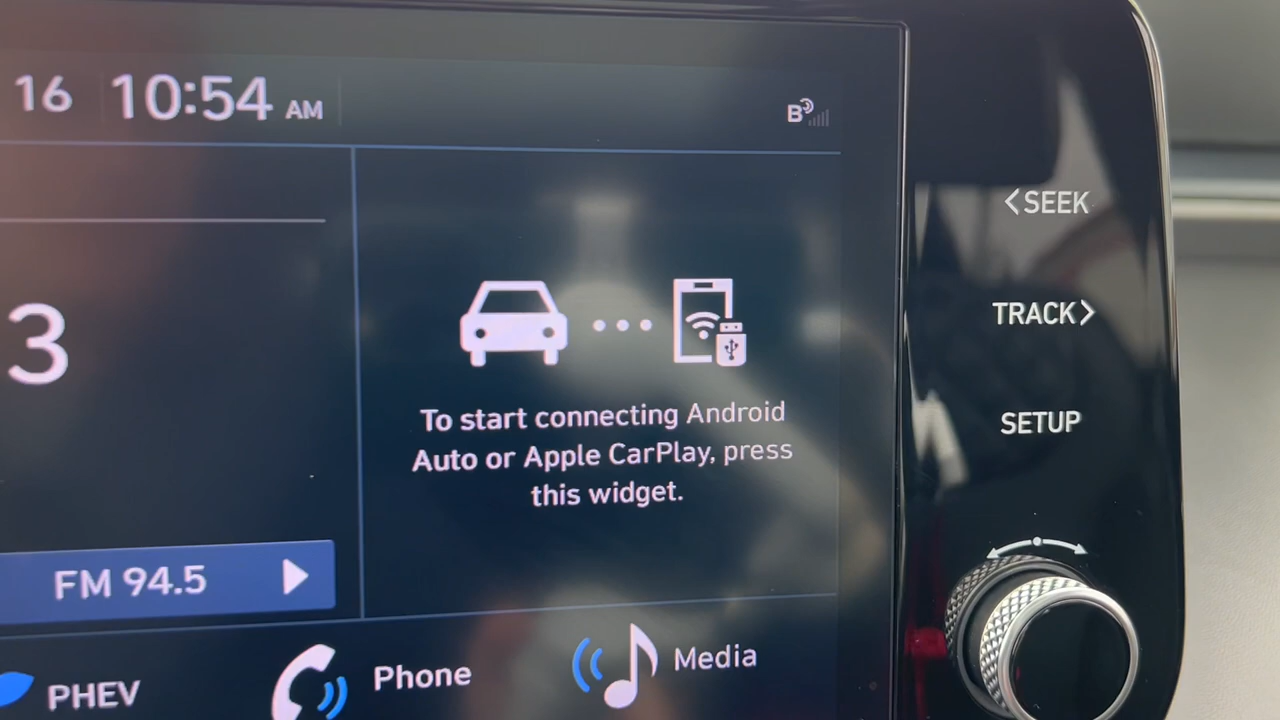 16 10:54 AM
B
<SEEK
TRACK>
3
To start connecting Android
Auto or Apple CarPlay, press
this widget.
SETUP
FM 94.5
PHEV
Phone
Media